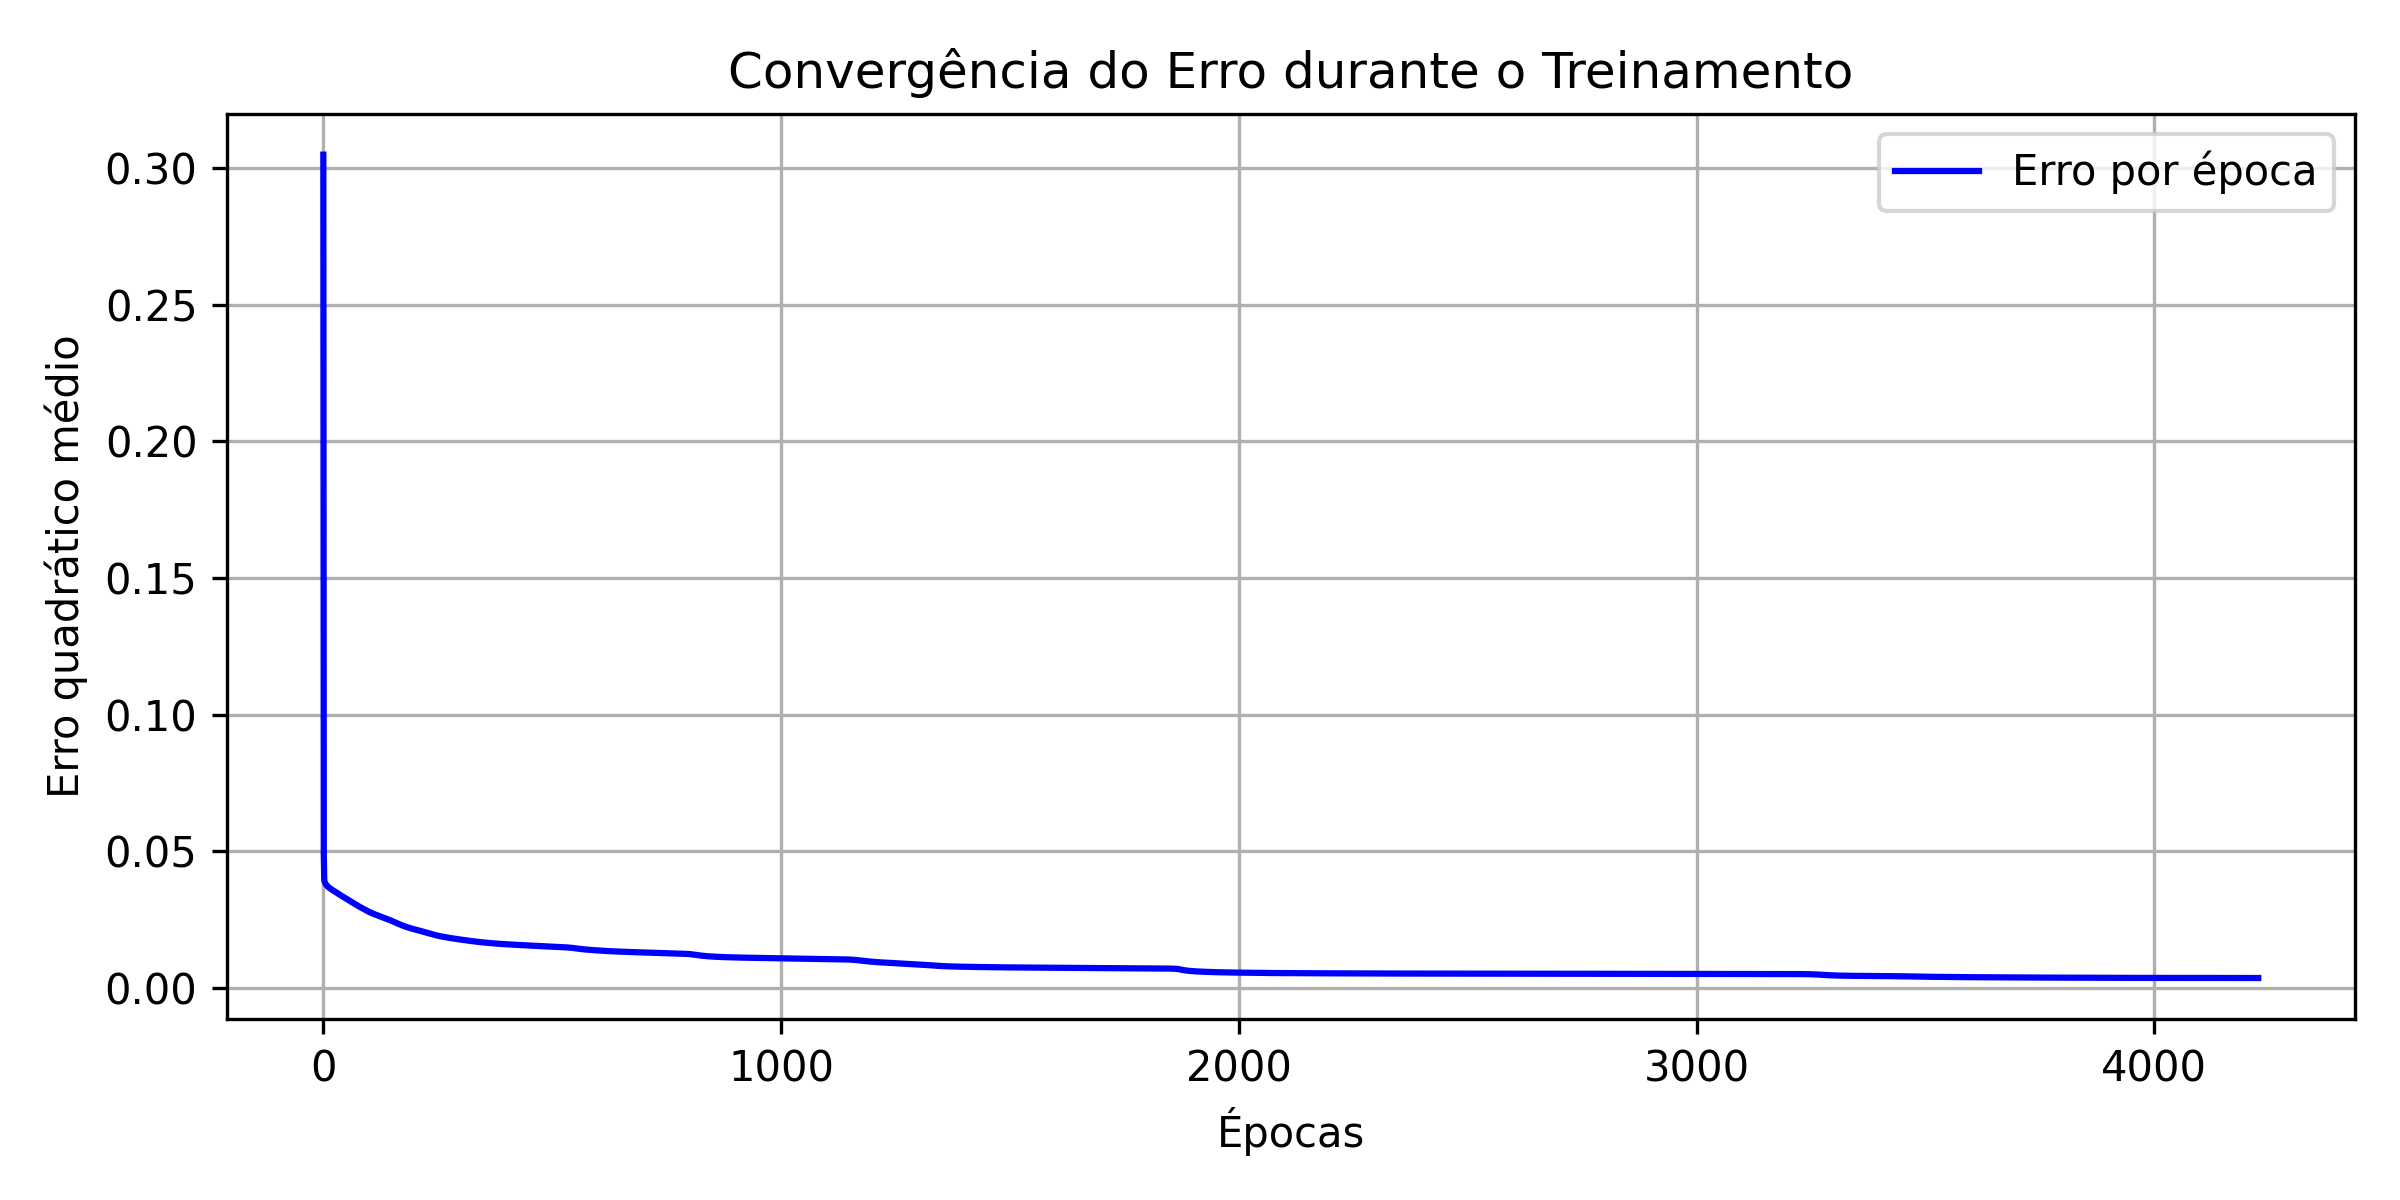 Convergência do Erro durante o Treinamento
Erro por época
Erro quadrático médio
0.30
0.25
0.20
0.15
0.10
0.05
0.00
0 1000 2000 3000 4000
Épocas